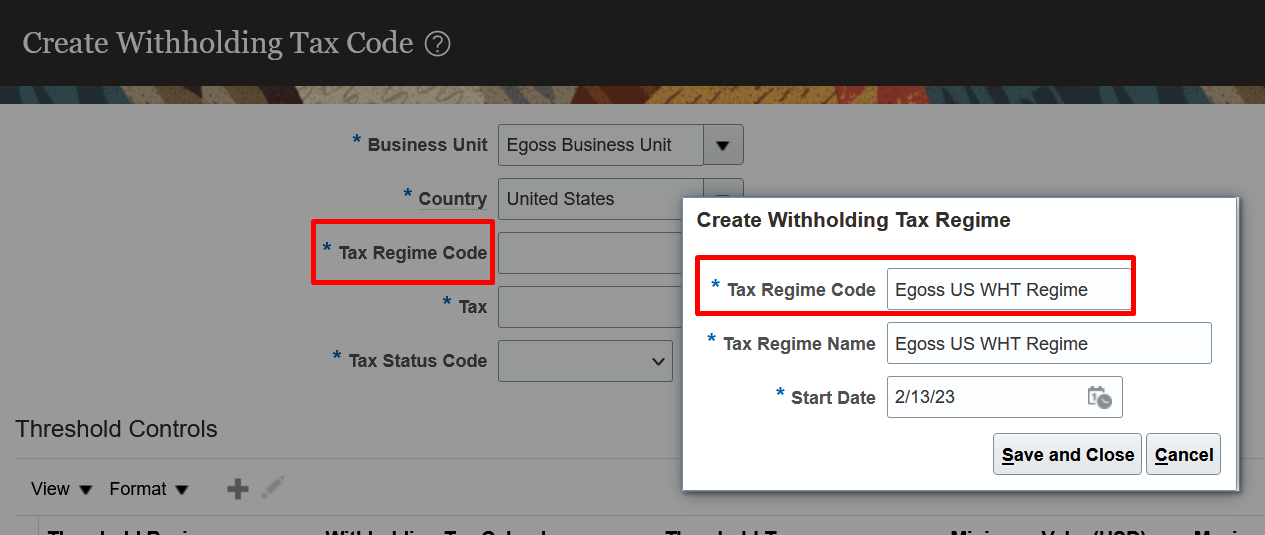 Create Withholding Tax Code ?
* Business Unit Egoss Business Unit
* Country United States
* Tax Regime Code
* Tax
* Tax Status Code
Create Withholding Tax Regime
* Tax Regime Code Egoss US WHT Regime
* Tax Regime Name Egoss US WHT Regime
* Start Date 2/13/23
Save and Close Cancel
Threshold Controls
View Format